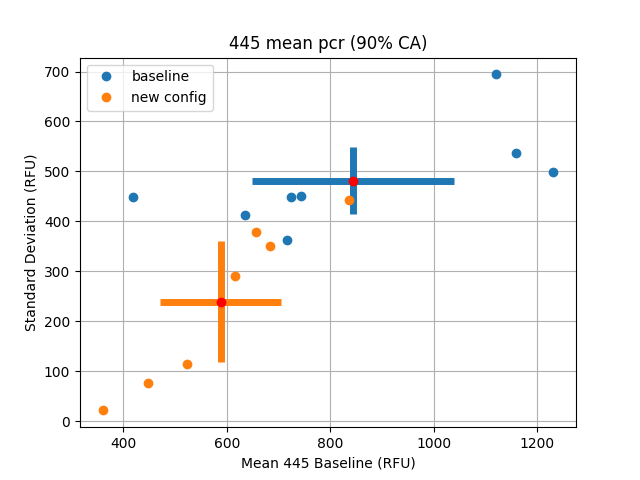 445 mean pcr (90% CA)
baseline
new config
Standard Deviation (RFU)
700
600
500
400
300
200
100
0
400 600 800 1000 1200
Mean 445 Baseline (RFU)